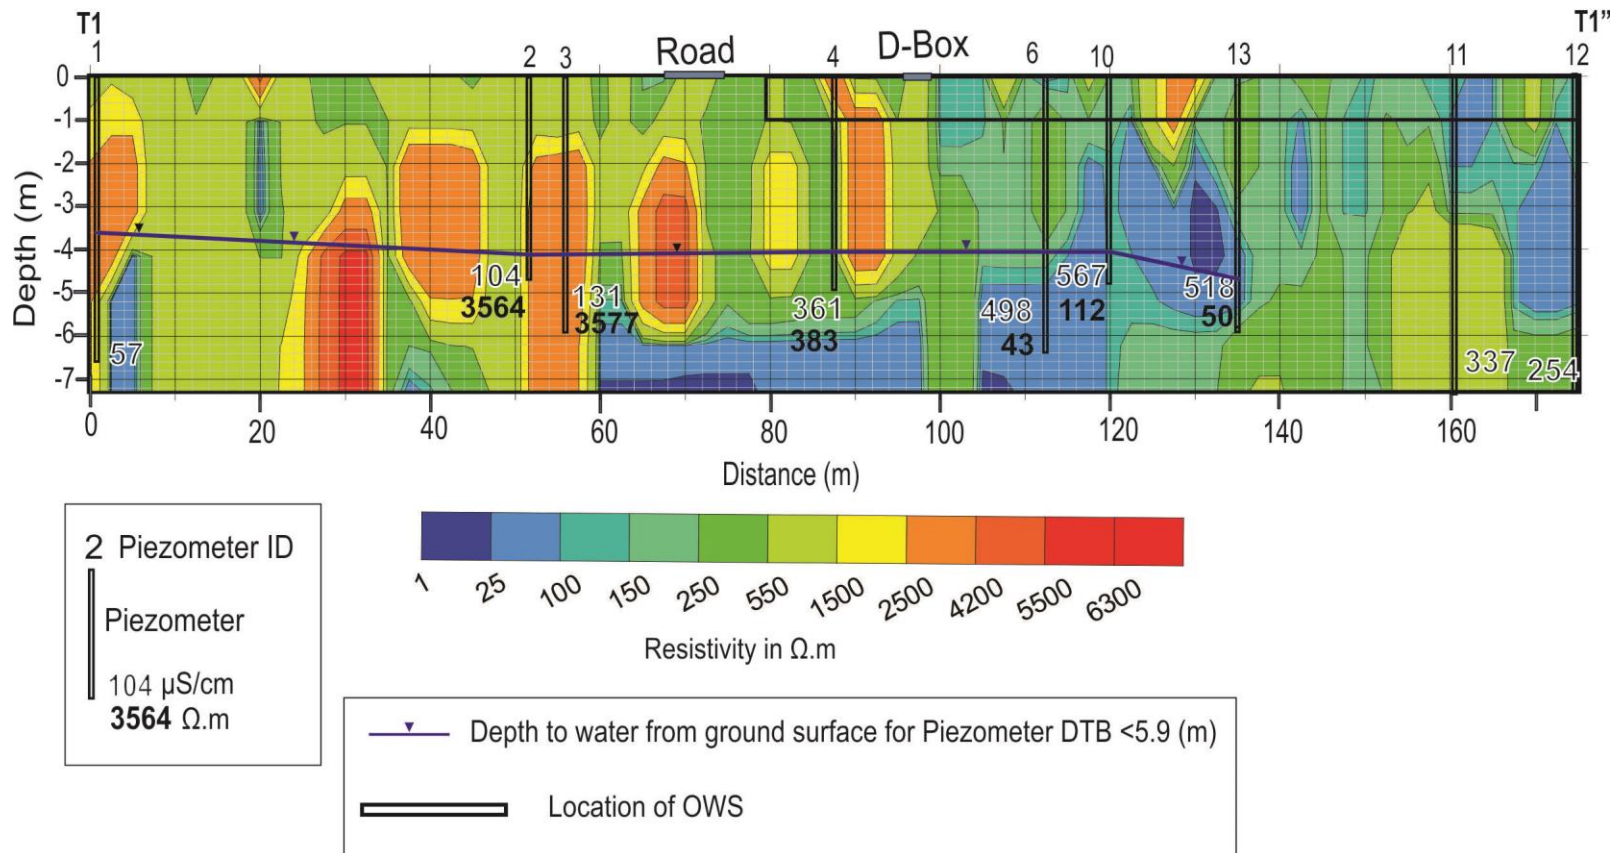 T1 T1”
1 2 3 Road 4 D-Box 6 10 13 11 12
0
-1
-2
-3
-4
-5
-6
-7
Depth (m)
57
104
3564
131
3577
361
383
498
43
567
112
518
50
337
254
0 20 40 60 80 100 120 140 160
Distance (m)
1 25 100 150 250 550 1500 2500 4200 5500 6300
Resistivity in Ω.m
2 Piezometer ID
Piezometer
104 µS/cm
3564 Ω.m
Depth to water from ground surface for Piezometer DTB <5.9 (m)
Location of OWS